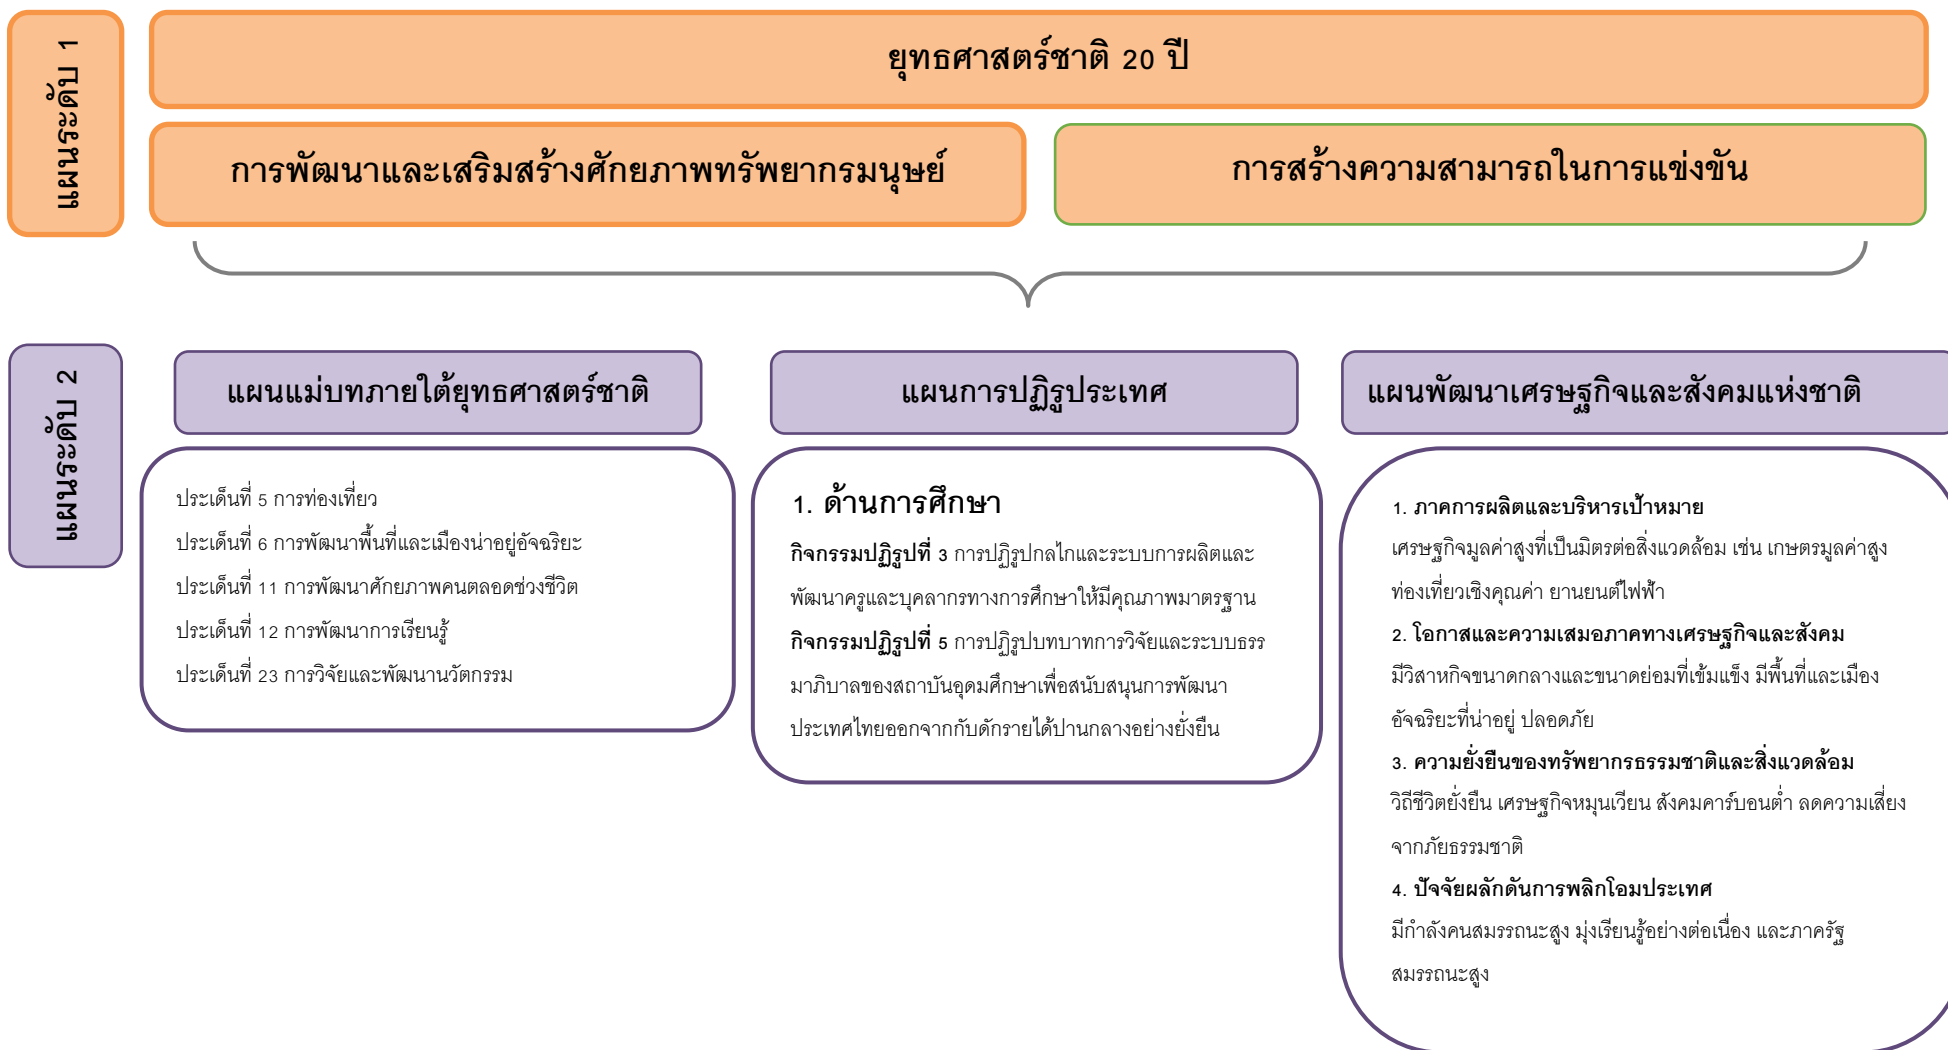 แผนระดับ 1
ยุทธศาสตร์ชาติ 20 ปี
การพัฒนาและเสริมสร้างศักยภาพทรัพยากรมนุษย์
การสร้างความสามารถในการแข่งขัน
แผนระดับ 2
แผนแม่บทภายใต้ยุทธศาสตร์ชาติ
ประเด็นที่ 5 การท่องเที่ยว
ประเด็นที่ 6 การพัฒนาพื้นที่และเมืองน่าอยู่อัจฉริยะ
ประเด็นที่ 11 การพัฒนาศักยภาพคนตลอดช่วงชีวิต
ประเด็นที่ 12 การพัฒนาการเรียนรู้
ประเด็นที่ 23 การวิจัยและพัฒนานวัตกรรม
แผนการปฏิรูประเทศ
1. ด้านการศึกษา
กิจกรรมปฏิรูปที่ 3 การปฏิรูปกลไกและระบบการผลิตและ
พัฒนาครูและบุคลากรทางการศึกษาให้มีคุณภาพมาตรฐาน
กิจกรรมปฏิรูปที่ 5 การปฏิรูปบทบาทการวิจัยและระบบธรร
มาภิบาลของสถาบันอุดมศึกษาเพื่อสนับสนุนการพัฒนา
ประเทศไทยออกจากกับดักรายได้ปานกลางอย่างยั่งยืน
แผนพัฒนาเศรษฐกิจและสังคมแห่งชาติ
1. ภาคการผลิตและบริหารเป้าหมาย
เศรษฐกิจมูลค่าสูงที่เป็นมิตรต่อสิ่งแวดล้อม เช่น เกษตรมูลค่าสูง
ท่องเที่ยวเชิงคุณค่า ยานยนต์ไฟฟ้า
2. โอกาสและความเสมอภาคทางเศรษฐกิจและสังคม
มีวิสาหกิจขนาดกลางและขนาดย่อมที่เข้มแข็ง มีพื้นที่และเมือง
อัจฉริยะที่น่าอยู่ ปลอดภัย
3. ความยั่งยืนของทรัพยากรธรรมชาติและสิ่งแวดล้อม
วิถีชีวิตยั่งยืน เศรษฐกิจหมุนเวียน สังคมคาร์บอนต่ำ ลดความเสี่ยง
จากภัยธรรมชาติ
4. ปัจจัยผลักดันการพลิกโอมประเทศ
มีกำลังคนสมรรถนะสูง มุ่งเรียนรู้อย่างต่อเนื่อง และภาครัฐ
สมรรถนะสูง